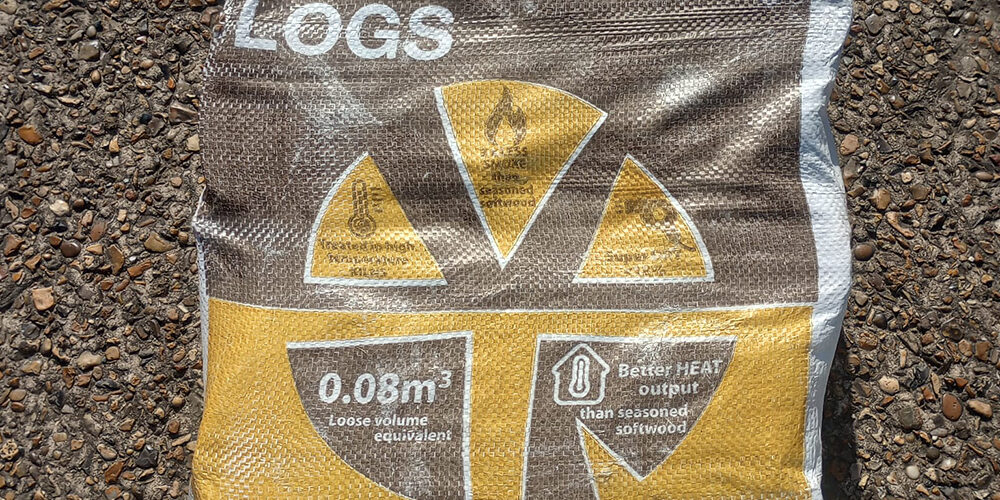 LOGS
SMOKE
than
seasoned
softwood
Treated in high
temperature
Kilns
Super
0.08m³
Loose volume
equivalent
Better HEAT
output
than seasoned
softwood